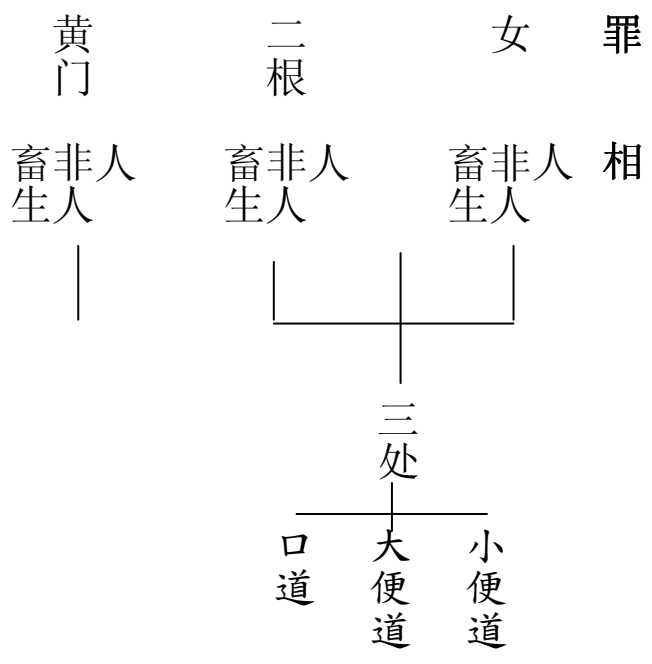 罪相
女
人
非人
畜生
二根
人
非人
畜生
黄门
人
非人
畜生
三处
小便道
大便道
口道